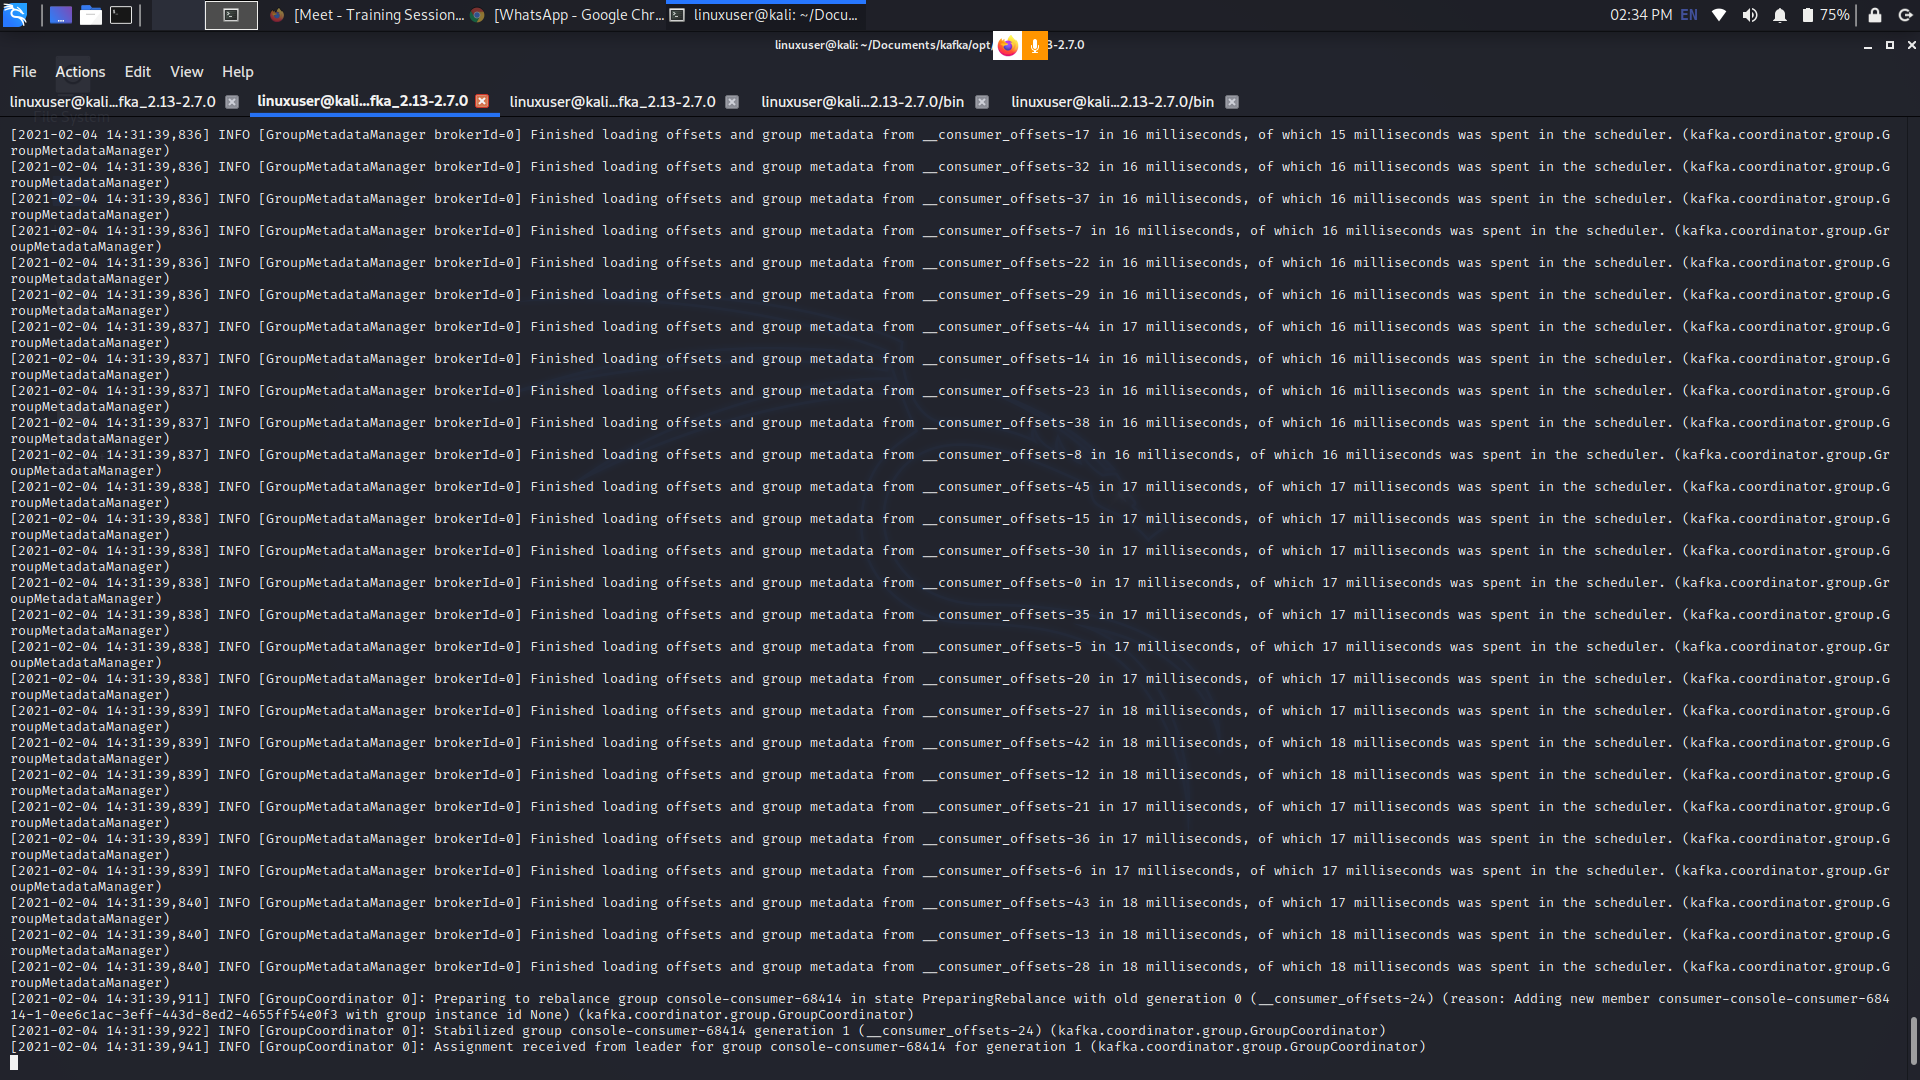 [Meet - Training Session...
[WhatsApp - Google Chr...
linuxuser@kali: ~/Docu...
02:34 PM EN 75%
linuxuser@kali: ~/Documents/kafka/opt/ 3-2.7.0
File Actions Edit View Help
linuxuser@kali...fka_2.13-2.7.0
linuxuser@kali...fka_2.13-2.7.0
linuxuser@kali...fka_2.13-2.7.0
linuxuser@kali...2.13-2.7.0/bin
linuxuser@kali...2.13-2.7.0/bin
File System
[2021-02-04 14:31:39,836] INFO [GroupMetadataManager brokerId=0] Finished loading offsets and group metadata from __consumer_offsets-17 in 16 milliseconds, of which 15 milliseconds was spent in the scheduler. (kafka.coordinator.group.G
roupMetadataManager)
[2021-02-04 14:31:39,836] INFO [GroupMetadataManager brokerId=0] Finished loading offsets and group metadata from __consumer_offsets-32 in 16 milliseconds, of which 16 milliseconds was spent in the scheduler. (kafka.coordinator.group.G
roupMetadataManager)
[2021-02-04 14:31:39,836] INFO [GroupMetadataManager brokerId=0] Finished loading offsets and group metadata from __consumer_offsets-37 in 16 milliseconds, of which 16 milliseconds was spent in the scheduler. (kafka.coordinator.group.G
roupMetadataManager)
[2021-02-04 14:31:39,836] INFO [GroupMetadataManager brokerId=0] Finished loading offsets and group metadata from __consumer_offsets-7 in 16 milliseconds, of which 16 milliseconds was spent in the scheduler. (kafka.coordinator.group.Gr
oupMetadataManager)
[2021-02-04 14:31:39,836] INFO [GroupMetadataManager brokerId=0] Finished loading offsets and group metadata from __consumer_offsets-22 in 16 milliseconds, of which 16 milliseconds was spent in the scheduler. (kafka.coordinator.group.G
roupMetadataManager)
[2021-02-04 14:31:39,836] INFO [GroupMetadataManager brokerId=0] Finished loading offsets and group metadata from __consumer_offsets-29 in 16 milliseconds, of which 16 milliseconds was spent in the scheduler. (kafka.coordinator.group.G
roupMetadataManager)
[2021-02-04 14:31:39,837] INFO [GroupMetadataManager brokerId=0] Finished loading offsets and group metadata from __consumer_offsets-44 in 17 milliseconds, of which 16 milliseconds was spent in the scheduler. (kafka.coordinator.group.G
roupMetadataManager)
[2021-02-04 14:31:39,837] INFO [GroupMetadataManager brokerId=0] Finished loading offsets and group metadata from __consumer_offsets-14 in 16 milliseconds, of which 16 milliseconds was spent in the scheduler. (kafka.coordinator.group.G
roupMetadataManager)
[2021-02-04 14:31:39,837] INFO [GroupMetadataManager brokerId=0] Finished loading offsets and group metadata from __consumer_offsets-23 in 16 milliseconds, of which 16 milliseconds was spent in the scheduler. (kafka.coordinator.group.G
roupMetadataManager)
[2021-02-04 14:31:39,837] INFO [GroupMetadataManager brokerId=0] Finished loading offsets and group metadata from __consumer_offsets-38 in 16 milliseconds, of which 16 milliseconds was spent in the scheduler. (kafka.coordinator.group.G
roupMetadataManager)
[2021-02-04 14:31:39,837] INFO [GroupMetadataManager brokerId=0] Finished loading offsets and group metadata from __consumer_offsets-8 in 16 milliseconds, of which 16 milliseconds was spent in the scheduler. (kafka.coordinator.group.Gr
oupMetadataManager)
[2021-02-04 14:31:39,838] INFO [GroupMetadataManager brokerId=0] Finished loading offsets and group metadata from __consumer_offsets-45 in 17 milliseconds, of which 17 milliseconds was spent in the scheduler. (kafka.coordinator.group.G
roupMetadataManager)
[2021-02-04 14:31:39,838] INFO [GroupMetadataManager brokerId=0] Finished loading offsets and group metadata from __consumer_offsets-15 in 17 milliseconds, of which 17 milliseconds was spent in the scheduler. (kafka.coordinator.group.G
roupMetadataManager)
[2021-02-04 14:31:39,838] INFO [GroupMetadataManager brokerId=0] Finished loading offsets and group metadata from __consumer_offsets-30 in 17 milliseconds, of which 17 milliseconds was spent in the scheduler. (kafka.coordinator.group.G
roupMetadataManager)
[2021-02-04 14:31:39,838] INFO [GroupMetadataManager brokerId=0] Finished loading offsets and group metadata from __consumer_offsets-0 in 17 milliseconds, of which 17 milliseconds was spent in the scheduler. (kafka.coordinator.group.Gr
oupMetadataManager)
[2021-02-04 14:31:39,838] INFO [GroupMetadataManager brokerId=0] Finished loading offsets and group metadata from __consumer_offsets-35 in 17 milliseconds, of which 17 milliseconds was spent in the scheduler. (kafka.coordinator.group.G
roupMetadataManager)
[2021-02-04 14:31:39,838] INFO [GroupMetadataManager brokerId=0] Finished loading offsets and group metadata from __consumer_offsets-5 in 17 milliseconds, of which 17 milliseconds was spent in the scheduler. (kafka.coordinator.group.Gr
oupMetadataManager)
[2021-02-04 14:31:39,838] INFO [GroupMetadataManager brokerId=0] Finished loading offsets and group metadata from __consumer_offsets-20 in 17 milliseconds, of which 17 milliseconds was spent in the scheduler. (kafka.coordinator.group.G
roupMetadataManager)
[2021-02-04 14:31:39,839] INFO [GroupMetadataManager brokerId=0] Finished loading offsets and group metadata from __consumer_offsets-27 in 18 milliseconds, of which 17 milliseconds was spent in the scheduler. (kafka.coordinator.group.G
roupMetadataManager)
[2021-02-04 14:31:39,839] INFO [GroupMetadataManager brokerId=0] Finished loading offsets and group metadata from __consumer_offsets-42 in 18 milliseconds, of which 18 milliseconds was spent in the scheduler. (kafka.coordinator.group.G
roupMetadataManager)
[2021-02-04 14:31:39,839] INFO [GroupMetadataManager brokerId=0] Finished loading offsets and group metadata from __consumer_offsets-12 in 18 milliseconds, of which 18 milliseconds was spent in the scheduler. (kafka.coordinator.group.G
roupMetadataManager)
[2021-02-04 14:31:39,839] INFO [GroupMetadataManager brokerId=0] Finished loading offsets and group metadata from __consumer_offsets-21 in 17 milliseconds, of which 17 milliseconds was spent in the scheduler. (kafka.coordinator.group.G
roupMetadataManager)
[2021-02-04 14:31:39,839] INFO [GroupMetadataManager brokerId=0] Finished loading offsets and group metadata from __consumer_offsets-36 in 17 milliseconds, of which 17 milliseconds was spent in the scheduler. (kafka.coordinator.group.G
roupMetadataManager)
[2021-02-04 14:31:39,839] INFO [GroupMetadataManager brokerId=0] Finished loading offsets and group metadata from __consumer_offsets-6 in 17 milliseconds, of which 17 milliseconds was spent in the scheduler. (kafka.coordinator.group.Gr
oupMetadataManager)
[2021-02-04 14:31:39,840] INFO [GroupMetadataManager brokerId=0] Finished loading offsets and group metadata from __consumer_offsets-43 in 18 milliseconds, of which 17 milliseconds was spent in the scheduler. (kafka.coordinator.group.G
roupMetadataManager)
[2021-02-04 14:31:39,840] INFO [GroupMetadataManager brokerId=0] Finished loading offsets and group metadata from __consumer_offsets-13 in 18 milliseconds, of which 18 milliseconds was spent in the scheduler. (kafka.coordinator.group.G
roupMetadataManager)
[2021-02-04 14:31:39,840] INFO [GroupMetadataManager brokerId=0] Finished loading offsets and group metadata from __consumer_offsets-28 in 18 milliseconds, of which 18 milliseconds was spent in the scheduler. (kafka.coordinator.group.G
roupMetadataManager)
[2021-02-04 14:31:39,911] INFO [GroupCoordinator 0]: Preparing to rebalance group console-consumer-68414 in state PreparingRebalance with old generation 0 (__consumer_offsets-24) (reason: Adding new member consumer-console-consumer-684
14-1-0ee6c1ac-3eff-443d-8ed2-4655ff54e0f3 with group instance id None) (kafka.coordinator.group.GroupCoordinator)
[2021-02-04 14:31:39,922] INFO [GroupCoordinator 0]: Stabilized group console-consumer-68414 generation 1 (__consumer_offsets-24) (kafka.coordinator.group.GroupCoordinator)
[2021-02-04 14:31:39,941] INFO [GroupCoordinator 0]: Assignment received from leader for group console-consumer-68414 for generation 1 (kafka.coordinator.group.GroupCoordinator)